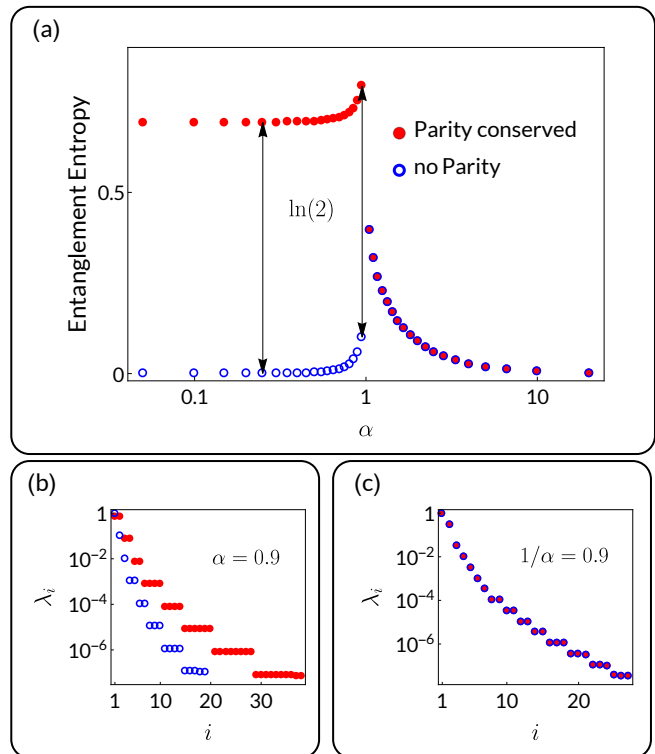 (a)
Entanglement Entropy
0.5
0
Parity conserved
no Parity
ln(2)
0.1 1 10
α
(b)
1
10⁻²
10⁻⁴
10⁻⁶
λᵢ
α = 0.9
1 10 20 30
i
(c)
1
10⁻²
10⁻⁴
10⁻⁶
λᵢ
1/α = 0.9
1 10 20
i